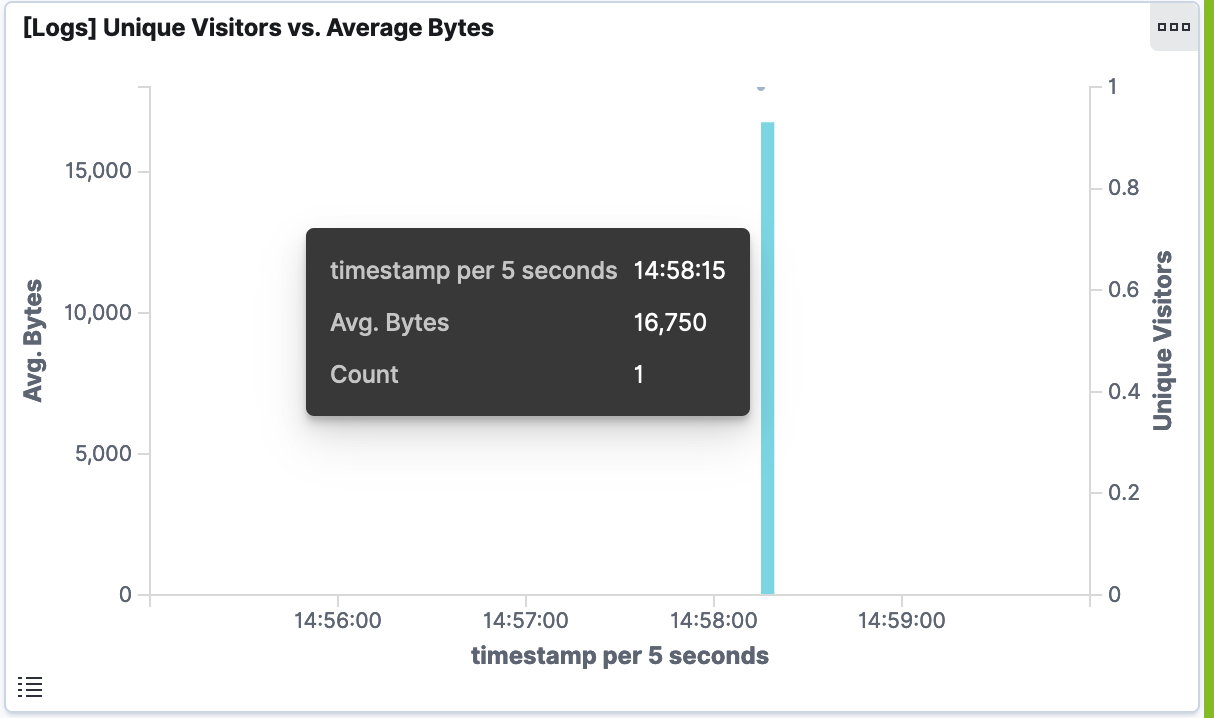 [Logs] Unique Visitors vs. Average Bytes
1
15,000
0.8
timestamp per 5 seconds 14:58:15
Avg. Bytes 16,750
Count 1
10,000
0.6
Avg. Bytes
Unique Visitors
0.4
5,000
0.2
0
0
14:56:00 14:57:00 14:58:00 14:59:00
timestamp per 5 seconds